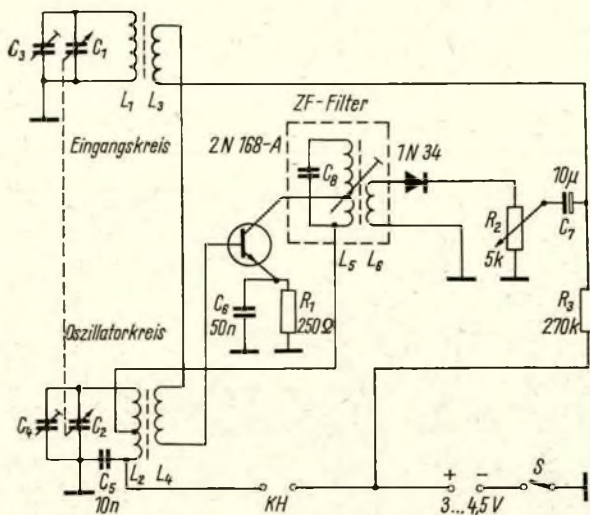 C3
C1
L1
L3
ZF-Filter
Eingangskreis
2N 168-A
1N 34
C8
10μ
R2
C7
5k
L5
L6
C6
50n
R1
250Ω
R3
270k
Oszillatorkreis
C4
C2
C5
10n
L2
L4
KH
+
-
S
3...4,5V